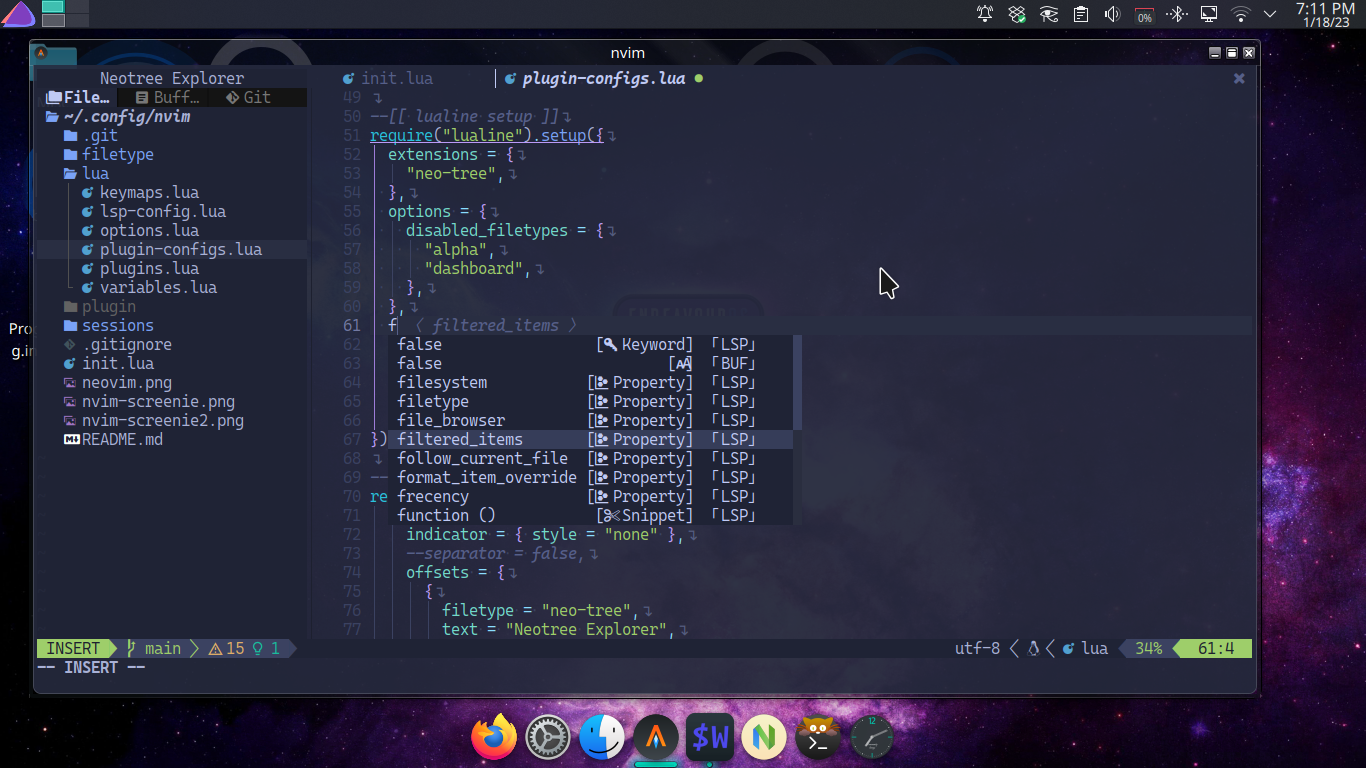 7:11 PM
1/18/23
0%
nvim
Neotree Explorer
File… Buff… Git
~/.config/nvim
.git
filetype
lua
keymaps.lua
lsp-config.lua
options.lua
plugin-configs.lua
plugins.lua
variables.lua
plugin
sessions
.gitignore
init.lua
neovim.png
nvim-screenie.png
nvim-screenie2.png
README.md
init.lua plugin-configs.lua
49
50 --[[ lualine setup ]]
51 require("lualine").setup({
52 extensions = {
53 "neo-tree",
54 },
55 options = {
56 disabled_filetypes = {
57 "alpha",
58 "dashboard",
59 },
60 },
61 f 〈 filtered_items 〉
62 false [Keyword] 「LSP」
63 false [AA] 「BUF」
64 filesystem [Property] 「LSP」
65 filetype [Property] 「LSP」
66 file_browser [Property] 「LSP」
67 }) filtered_items [Property] 「LSP」
68 follow_current_file [Property] 「LSP」
69 -- format_item_override [Property] 「LSP」
70 re frecency [Property] 「LSP」
71 function () [Snippet] 「LSP」
72 indicator = { style = "none" },
73 --separator = false,
74 offsets = {
75 {
76 filetype = "neo-tree",
77 text = "Neotree Explorer",
INSERT main 15 1 utf-8 lua 34% 61:4
-- INSERT --
Pro
g.in
$W
N
>_
12